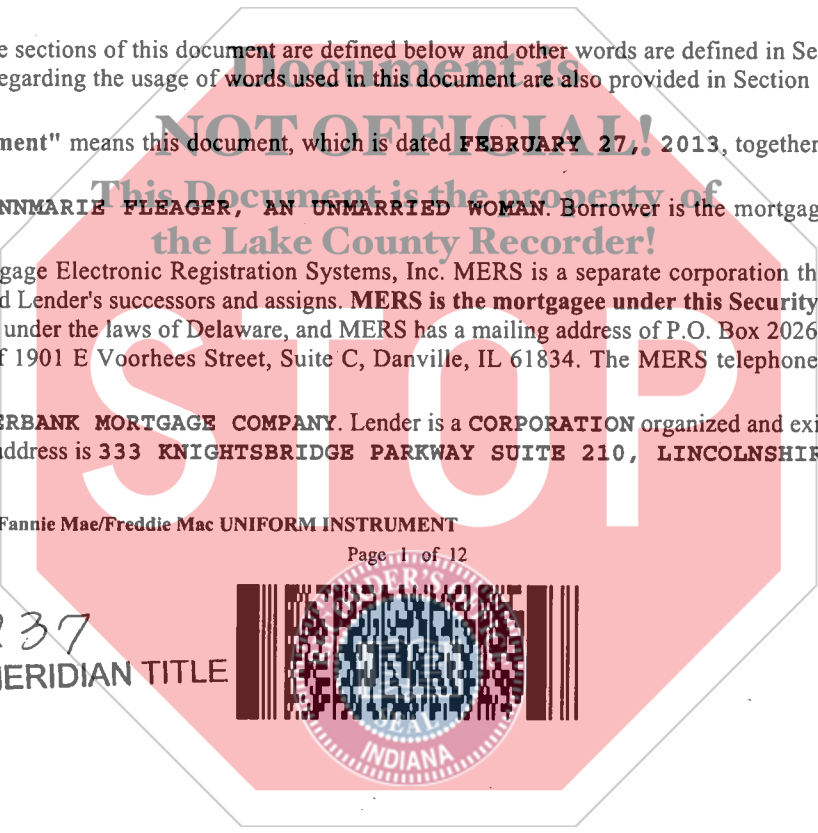 e sections of this document are defined below and other words are defined in Se
egarding the usage of words used in this document are also provided in Section
Document is
NOT OFFICIAL!
ment" means this document, which is dated FEBRUARY 27, 2013, together
This Document is the property of
NNMARIE FLEAGER, AN UNMARRIED WOMAN. Borrower is the mortgag
the Lake County Recorder!
gage Electronic Registration Systems, Inc. MERS is a separate corporation th
d Lender's successors and assigns. MERS is the mortgagee under this Security
under the laws of Delaware, and MERS has a mailing address of P.O. Box 2026
f 1901 E Voorhees Street, Suite C, Danville, IL 61834. The MERS telephone
STOP
ERBANK MORTGAGE COMPANY. Lender is a CORPORATION organized and exi
address is 333 KNIGHTSBRIDGE PARKWAY SUITE 210, LINCOLNSHIR
Fannie Mae/Freddie Mac UNIFORM INSTRUMENT
Page 1 of 12
237
MERIDIAN TITLE
SEAL
INDIANA